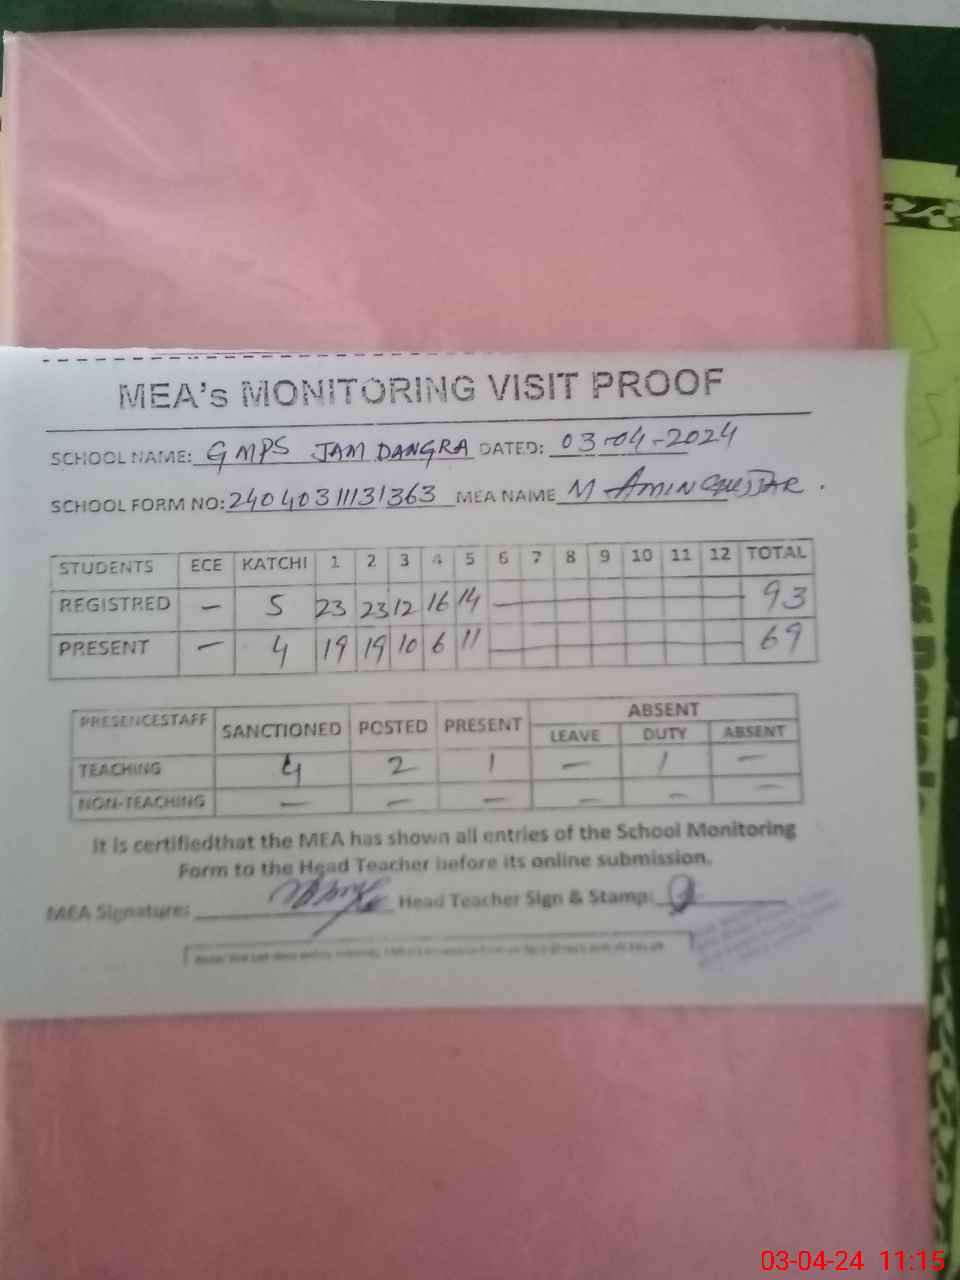 MEA's MONITORING VISIT PROOF
SCHOOL NAME: GMPS JAM DANGRA DATED: 03-04-2024
SCHOOL FORM NO: 24040311131363 MEA NAME M AMIN
STUDENTS ECE KATCHI 1 2 3 4 5 6 7 8 9 10 11 12 TOTAL
REGISTRED — 5 23 23 12 16 14 — 93
PRESENT — 4 19 19 10 6 11 — 69
PRESENCESTAFF SANCTIONED POSTED PRESENT ABSENT
LEAVE DUTY ABSENT
TEACHING 4 2 1 — 1 —
NON-TEACHING — — — — — —
It is certifiedthat the MEA has shown all entries of the School Monitoring
Form to the Head Teacher before its online submission.
MEA Signature: Head Teacher Sign & Stamp:
03-04-24 11:15